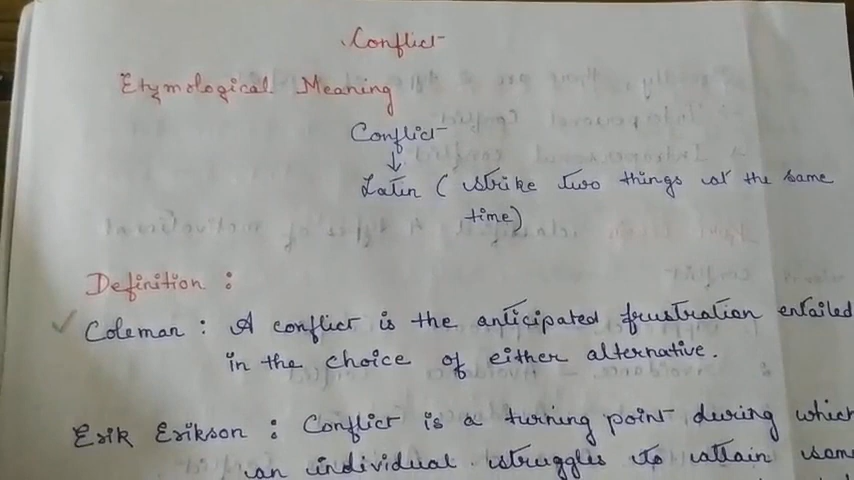 Conflict
Etymological Meaning
Conflict
↓
Latin ( strike two things at the same
time)
Definition :
Coleman : A conflict is the anticipated frustration entailed
in the choice of either alternative.
Erik Erikson : Conflict is a turning point during which
an individual struggles to attain some